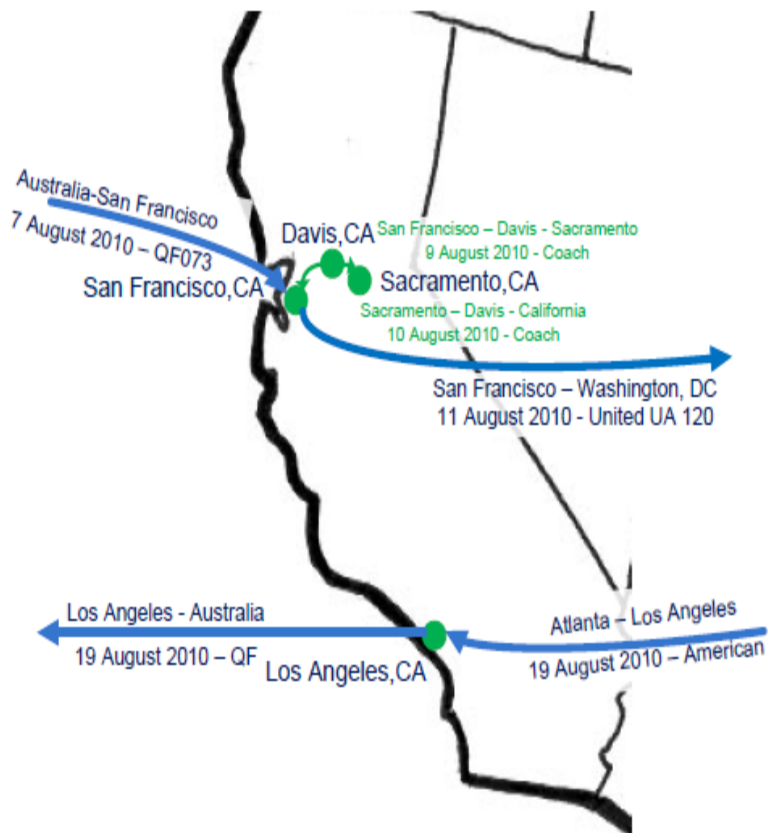 Australia-San Francisco
7 August 2010 – QF073
San Francisco,CA
Davis,CA
San Francisco – Davis - Sacramento
9 August 2010 - Coach
Sacramento,CA
Sacramento – Davis - California
10 August 2010 - Coach
San Francisco – Washington, DC
11 August 2010 - United UA 120
Los Angeles - Australia
19 August 2010 – QF
Los Angeles,CA
Atlanta – Los Angeles
19 August 2010 – American